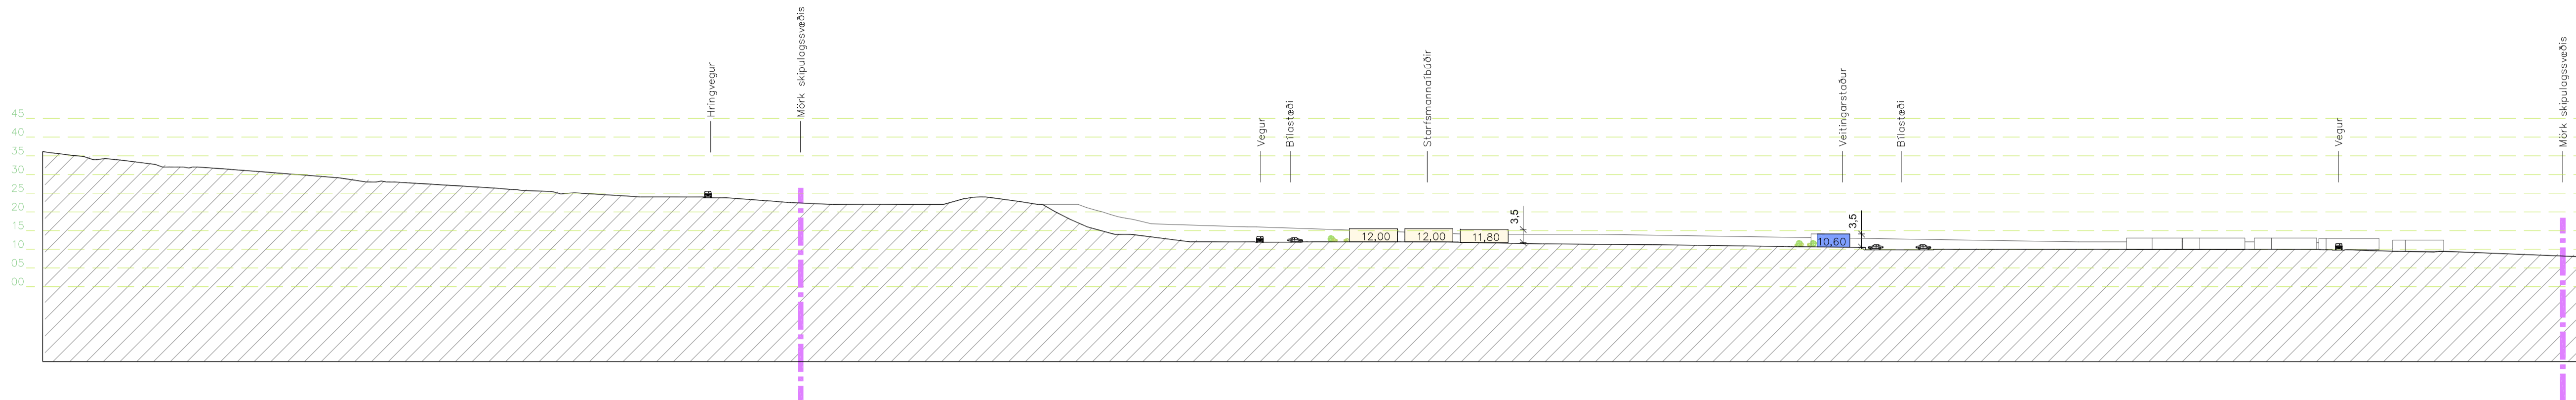 Hringvegur
Mörk skipulagssvæðis
Vegur
Bílastæði
Starfsmannaíbúðir
Veitingarstaður
Bílastæði
Vegur
Mörk skipulagssvæðis
45
40
35
30
25
20
15
10
05
00
12,00
12,00
11,80
3,5
10,60
3,5